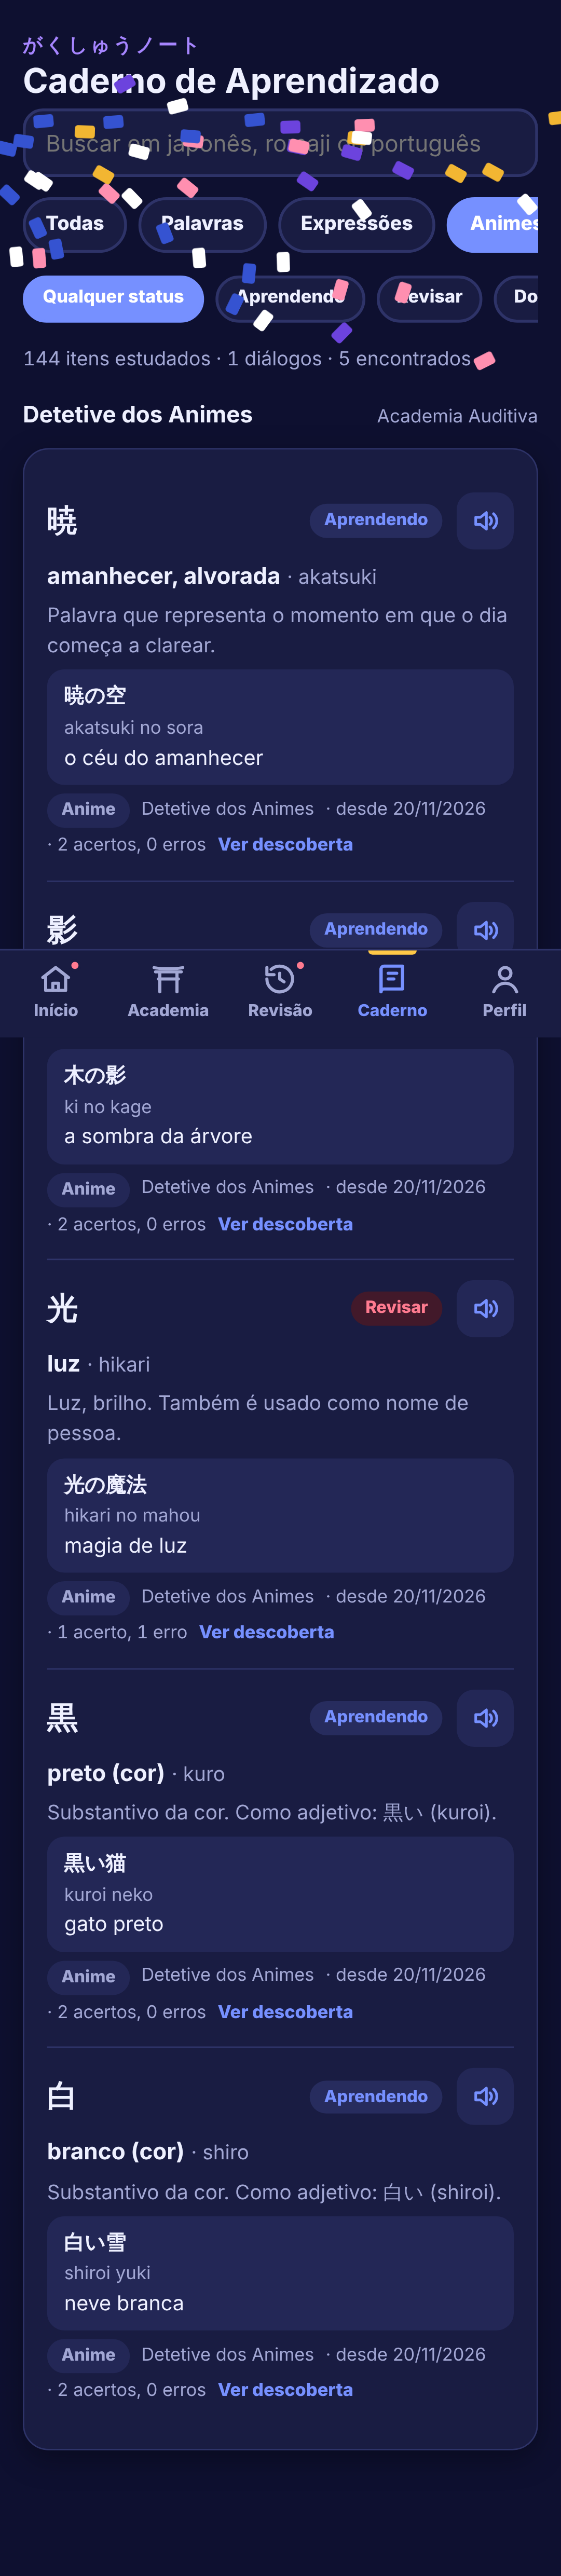 がくしゅうノート
Caderno de Aprendizado
Buscar em japonês, romaji ou português
Todas Palavras Expressões Animes
Qualquer status Aprendendo Revisar Do
144 itens estudados · 1 diálogos · 5 encontrados
Detetive dos Animes Academia Auditiva
暁 Aprendendo
amanhecer, alvorada · akatsuki
Palavra que representa o momento em que o dia
começa a clarear.
暁の空
akatsuki no sora
o céu do amanhecer
Anime Detetive dos Animes · desde 20/11/2026
· 2 acertos, 0 erros Ver descoberta
影 Aprendendo
Início Academia Revisão Caderno Perfil
木の影
ki no kage
a sombra da árvore
Anime Detetive dos Animes · desde 20/11/2026
· 2 acertos, 0 erros Ver descoberta
光 Revisar
luz · hikari
Luz, brilho. Também é usado como nome de
pessoa.
光の魔法
hikari no mahou
magia de luz
Anime Detetive dos Animes · desde 20/11/2026
· 1 acerto, 1 erro Ver descoberta
黒 Aprendendo
preto (cor) · kuro
Substantivo da cor. Como adjetivo: 黒い (kuroi).
黒い猫
kuroi neko
gato preto
Anime Detetive dos Animes · desde 20/11/2026
· 2 acertos, 0 erros Ver descoberta
白 Aprendendo
branco (cor) · shiro
Substantivo da cor. Como adjetivo: 白い (shiroi).
白い雪
shiroi yuki
neve branca
Anime Detetive dos Animes · desde 20/11/2026
· 2 acertos, 0 erros Ver descoberta